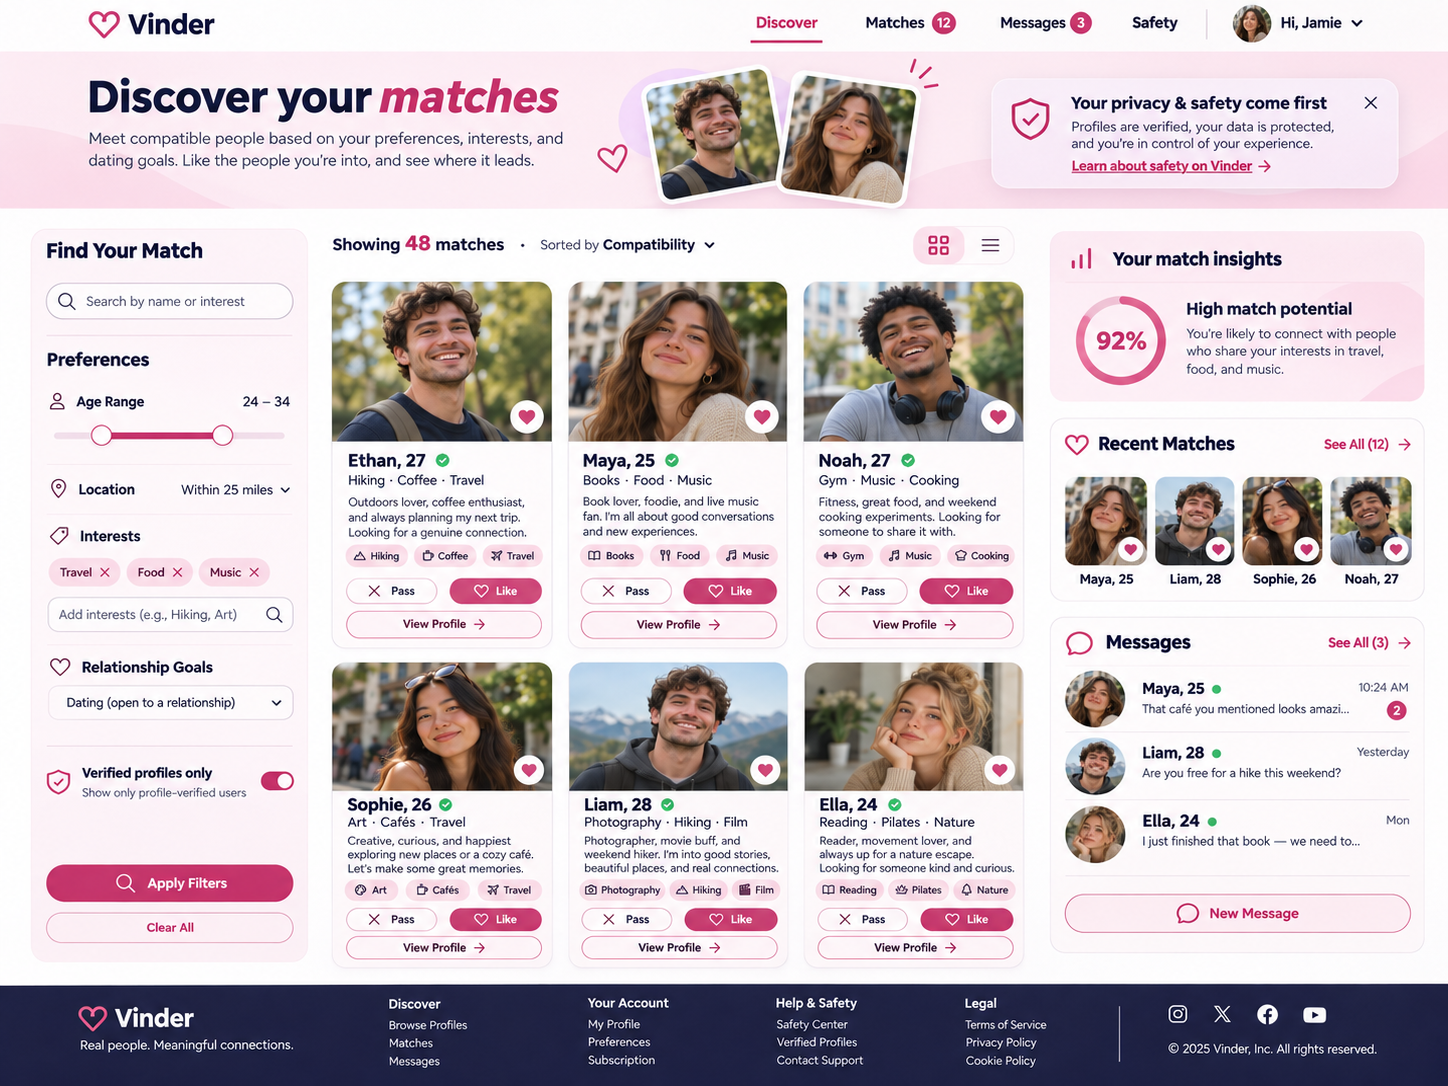 Vinder
Discover
Matches 12
Messages 3
Safety
Hi, Jamie
Discover your matches
Meet compatible people based on your preferences, interests, and
dating goals. Like the people you're into, and see where it leads.
Your privacy & safety come first
Profiles are verified, your data is protected,
and you're in control of your experience.
Learn about safety on Vinder
Find Your Match
Search by name or interest
Preferences
Age Range 24 – 34
Location Within 25 miles
Interests
Travel Food Music
Add interests (e.g., Hiking, Art)
Relationship Goals
Dating (open to a relationship)
Verified profiles only
Show only profile-verified users
Apply Filters
Clear All
Showing 48 matches • Sorted by Compatibility
Ethan, 27
Hiking · Coffee · Travel
Outdoors lover, coffee enthusiast,
and always planning my next trip.
Looking for a genuine connection.
Hiking Coffee Travel
Pass Like
View Profile
Maya, 25
Books · Food · Music
Book lover, foodie, and live music
fan. I'm all about good conversations
and new experiences.
Books Food Music
Pass Like
View Profile
Noah, 27
Gym · Music · Cooking
Fitness, great food, and weekend
cooking experiments. Looking for
someone to share it with.
Gym Music Cooking
Pass Like
View Profile
Sophie, 26
Art · Cafés · Travel
Creative, curious, and happiest
exploring new places or a cozy café.
Let's make some great memories.
Art Cafés Travel
Pass Like
View Profile
Liam, 28
Photography · Hiking · Film
Photographer, movie buff, and
weekend hiker. I'm into good stories,
beautiful places, and real connections.
Photography Hiking Film
Pass Like
View Profile
Ella, 24
Reading · Pilates · Nature
Reader, movement lover, and
always up for a nature escape.
Looking for someone kind and curious.
Reading Pilates Nature
Pass Like
View Profile
Your match insights
92%
High match potential
You're likely to connect with people
who share your interests in travel,
food, and music.
Recent Matches See All (12)
Maya, 25 Liam, 28 Sophie, 26 Noah, 27
Messages See All (3)
Maya, 25 10:24 AM
That café you mentioned looks amazi... 2
Liam, 28 Yesterday
Are you free for a hike this weekend?
Ella, 24 Mon
I just finished that book — we need to...
New Message
Vinder
Real people. Meaningful connections.
Discover
Browse Profiles
Matches
Messages
Your Account
My Profile
Preferences
Subscription
Help & Safety
Safety Center
Verified Profiles
Contact Support
Legal
Terms of Service
Privacy Policy
Cookie Policy
© 2025 Vinder, Inc. All rights reserved.